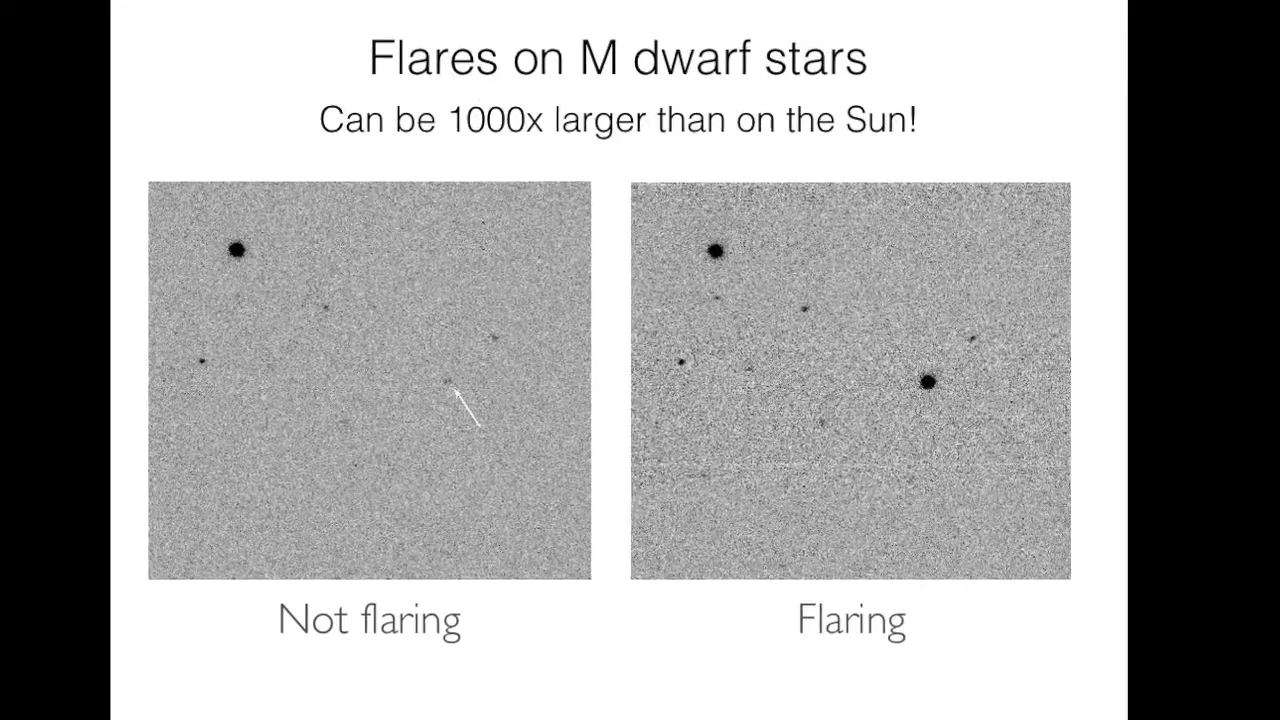 Flares on M dwarf stars
Can be 1000x larger than on the Sun!
Not flaring
Flaring